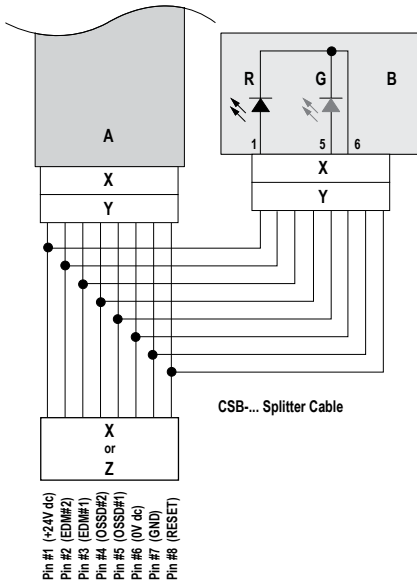 A
R
G
B
1
5
6
X
Y
X
Y
CSB-... Splitter Cable
X
or
Z
Pin #1 (+24V dc)
Pin #2 (EDM#2)
Pin #3 (EDM#1)
Pin #4 (OSSD#2)
Pin #5 (OSSD#1)
Pin #6 (0V dc)
Pin #7 (GND)
Pin #8 (RESET)